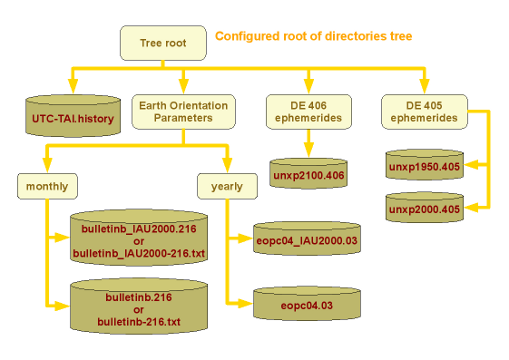 Configured root of directories tree
Tree root
UTC-TAI.history
Earth Orientation
Parameters
DE 406
ephemerides
DE 405
ephemerides
unxp2100.406
unxp1950.405
unxp2000.405
monthly
yearly
bulletinb_IAU2000.216
or
bulletinb_IAU2000-216.txt
eopc04_IAU2000.03
bulletinb.216
or
bulletinb-216.txt
eopc04.03